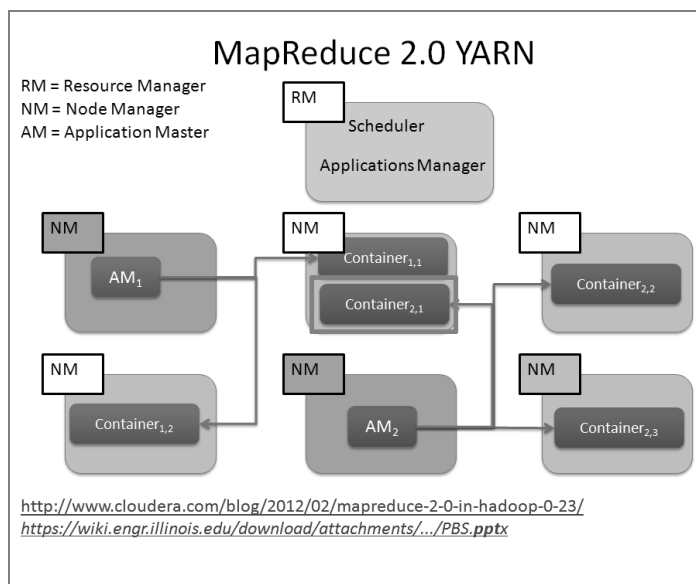 MapReduce 2.0 YARN
RM = Resource Manager
NM = Node Manager
AM = Application Master
RM
Scheduler
Applications Manager
NM
AM1
NM
Container1,1
Container2,1
NM
Container2,2
NM
Container1,2
NM
AM2
NM
Container2,3
http://www.cloudera.com/blog/2012/02/mapreduce-2-0-in-hadoop-0-23/
https://wiki.engr.illinois.edu/download/attachments/.../PBS.pptx